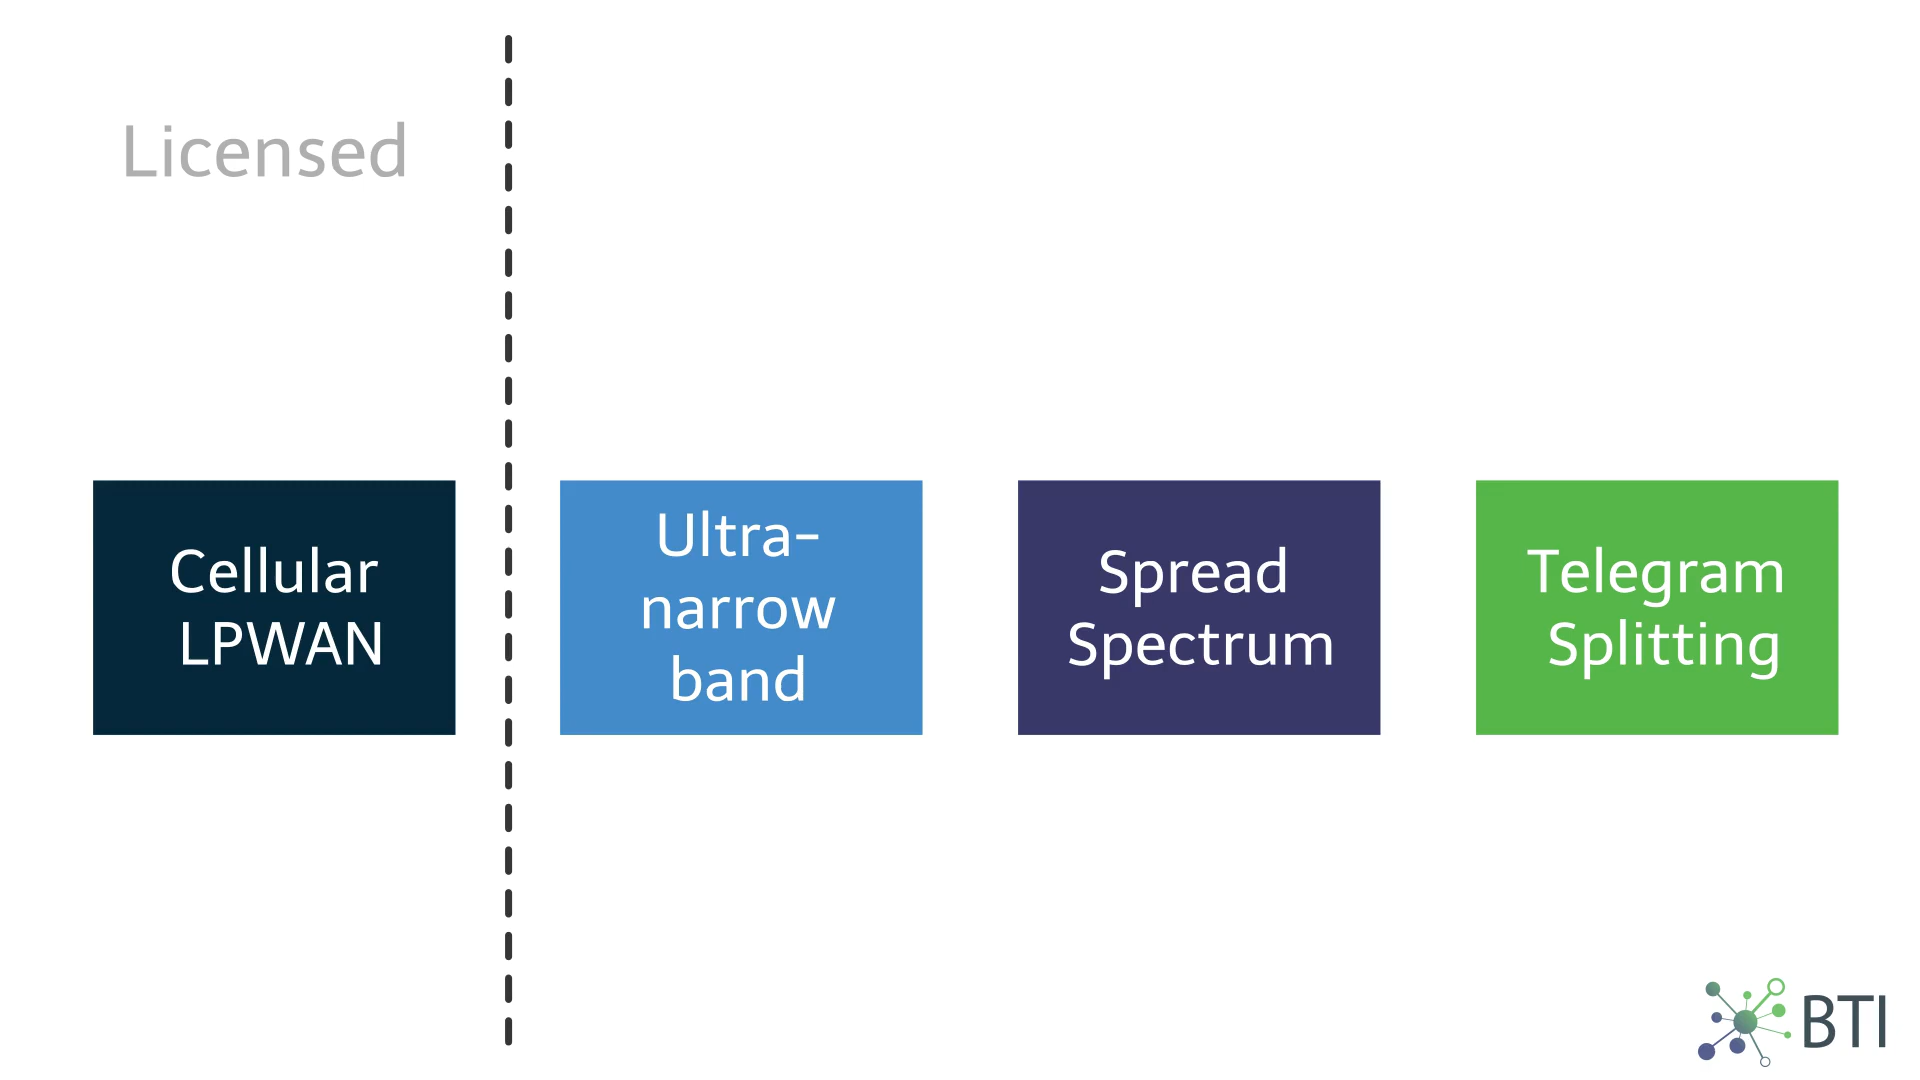 Licensed
Cellular
LPWAN
Ultra-
narrow
band
Spread
Spectrum
Telegram
Splitting
BTI